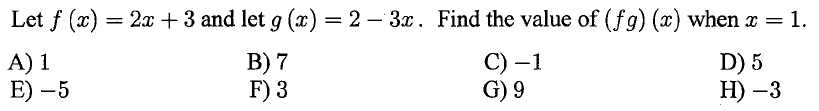 Let f (x) = 2x + 3 and let g (x) = 2 − 3x. Find the value of (fg) (x) when x = 1.
A) 1 B) 7 C) −1 D) 5
E) −5 F) 3 G) 9 H) −3